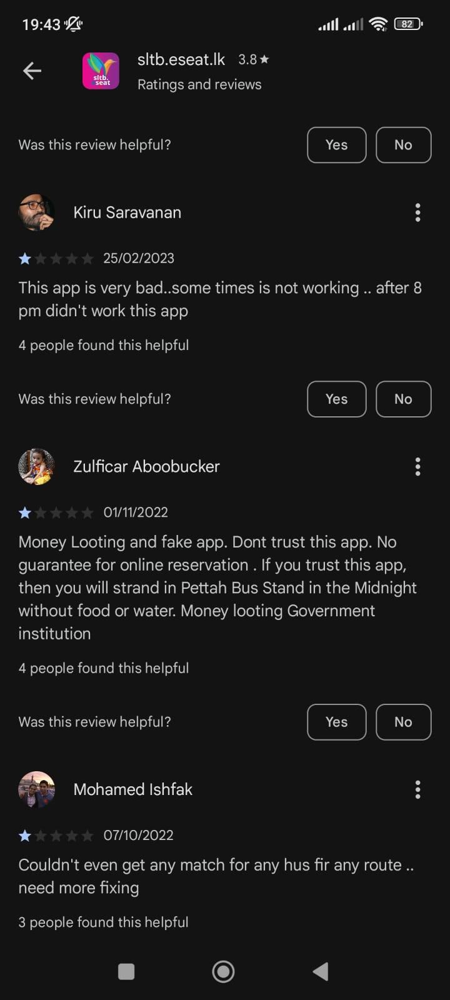 19:43
82
sltb.eseat.lk 3.8★
sltb.
eseat
Ratings and reviews
Was this review helpful?
Yes
No
Kiru Saravanan
25/02/2023
This app is very bad..some times is not working .. after 8
pm didn't work this app
4 people found this helpful
Was this review helpful?
Yes
No
Zulficar Aboobucker
01/11/2022
Money Looting and fake app. Dont trust this app. No
guarantee for online reservation . If you trust this app,
then you will strand in Pettah Bus Stand in the Midnight
without food or water. Money looting Government
institution
4 people found this helpful
Was this review helpful?
Yes
No
Mohamed Ishfak
07/10/2022
Couldn't even get any match for any hus fir any route ..
need more fixing
3 people found this helpful